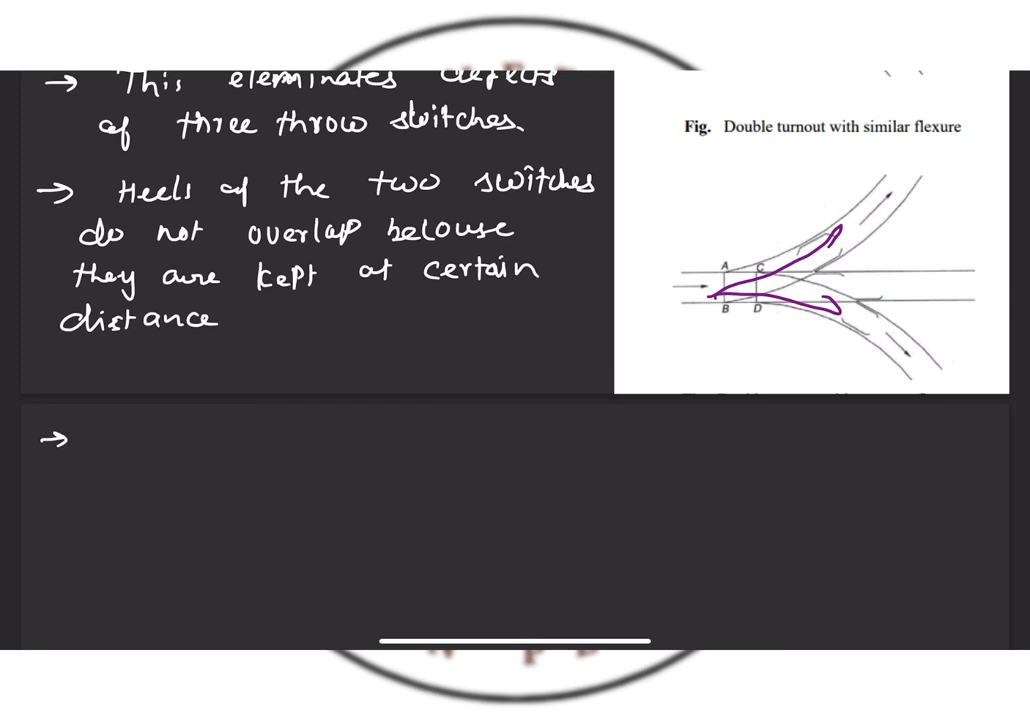 → This eleminates defects
of three throw switches.
→ Heels of the two switches
do not overlap belouse
they are kept at certain
distance
→
Fig. Double turnout with similar flexure
A C
B D